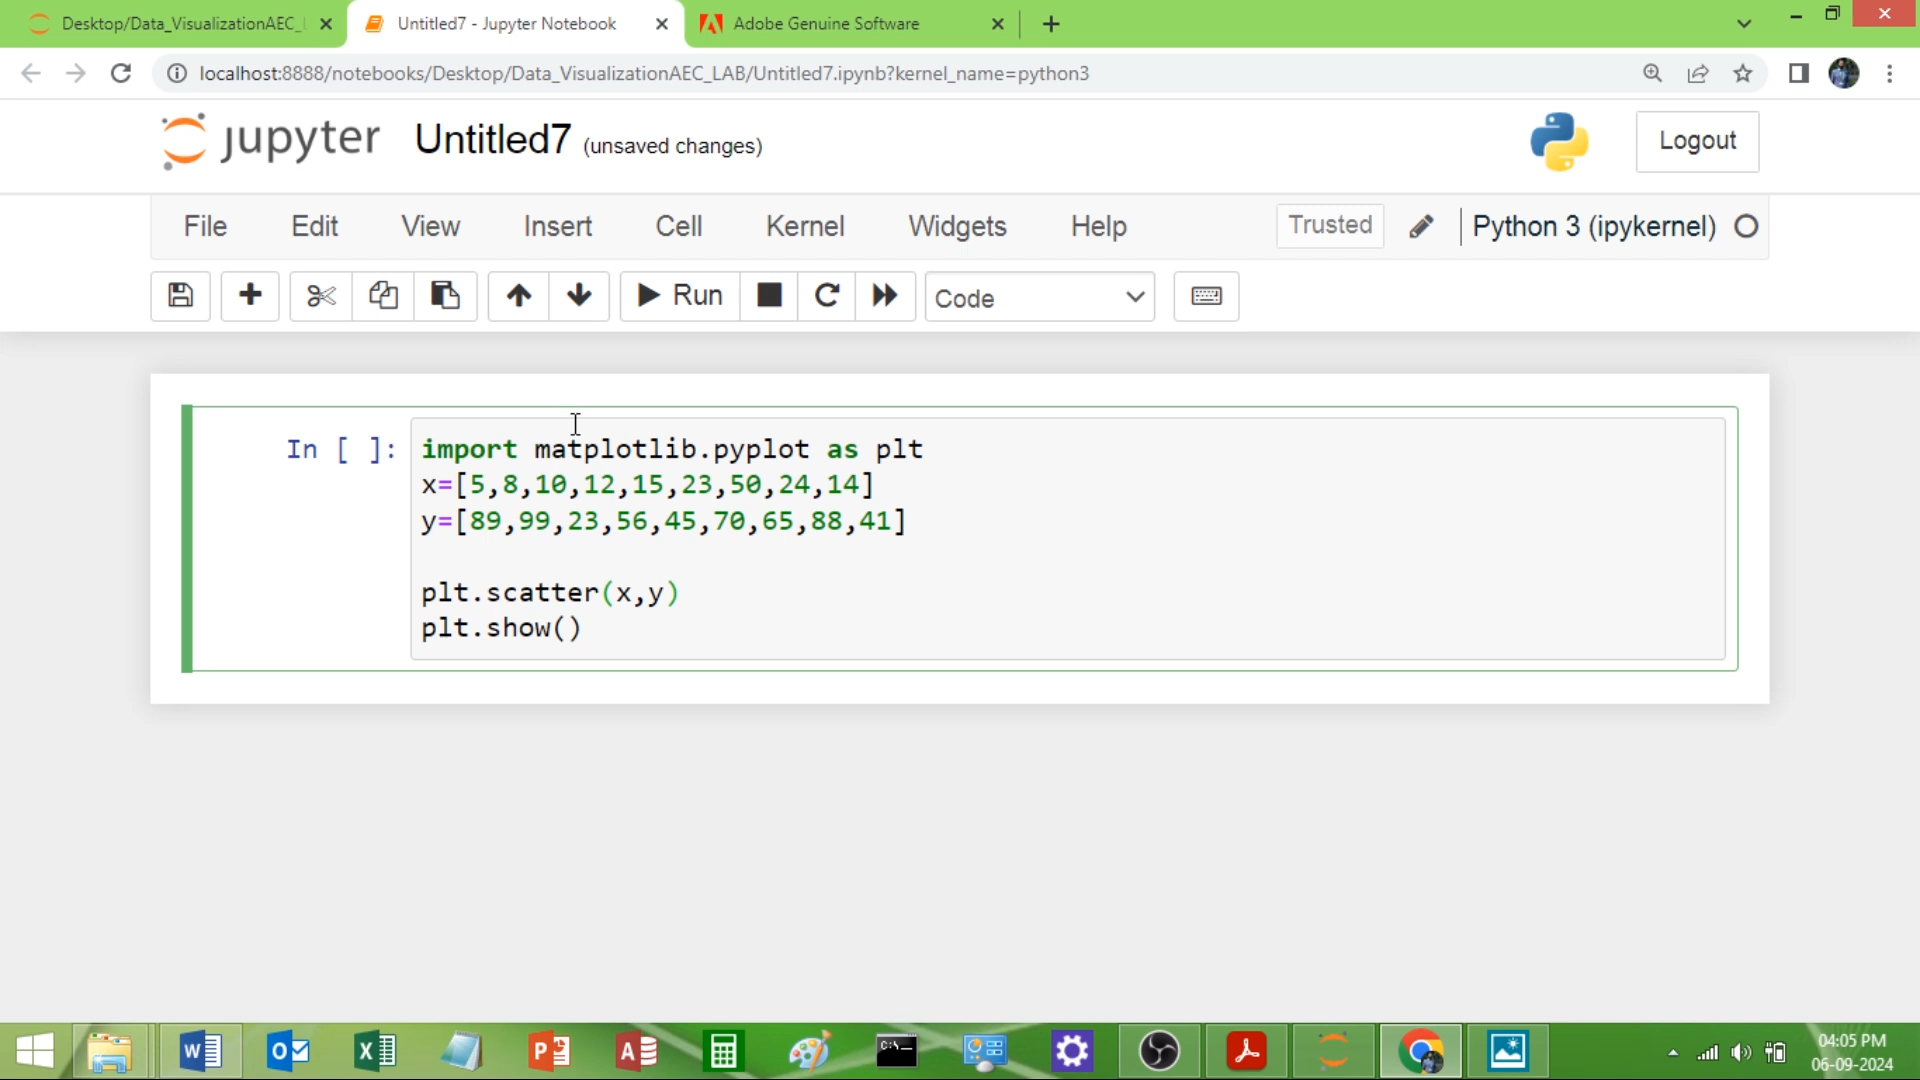 Desktop/Data_VisualizationAEC_L
Untitled7 - Jupyter Notebook
Adobe Genuine Software
localhost:8888/notebooks/Desktop/Data_VisualizationAEC_LAB/Untitled7.ipynb?kernel_name=python3
jupyter Untitled7 (unsaved changes)
Logout
File Edit View Insert Cell Kernel Widgets Help Trusted Python 3 (ipykernel)
Run Code
In [ ]: import matplotlib.pyplot as plt
x=[5,8,10,12,15,23,50,24,14]
y=[89,99,23,56,45,70,65,88,41]
plt.scatter(x,y)
plt.show()
04:05 PM
06-09-2024